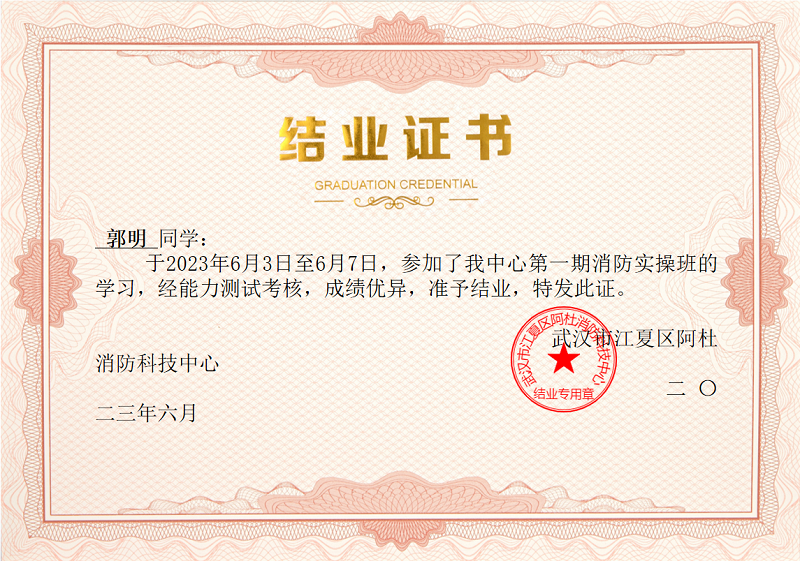 结业证书
GRADUATION CREDENTIAL
郭明 同学：
于2023年6月3日至6月7日，参加了我中心第一期消防实操班的
学习，经能力测试考核，成绩优异，准予结业，特发此证。
武汉市江夏区阿杜
消防科技中心
二 〇
二三年六月
武汉市江夏区阿杜消防科技中心
结业专用章